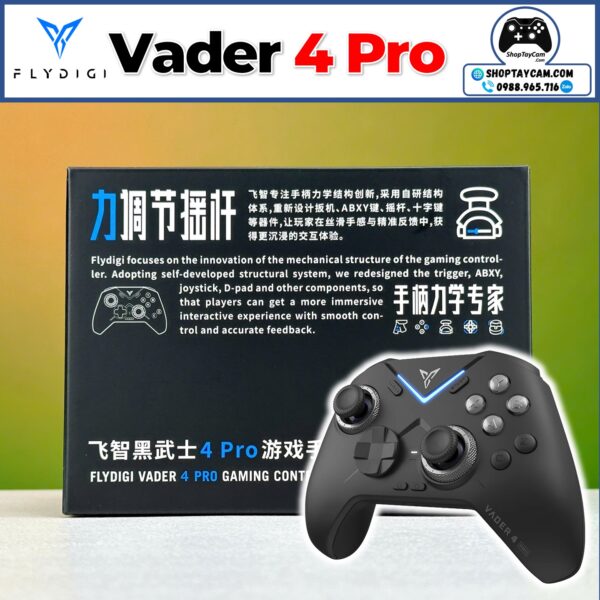 FLYDIGI
Vader 4 Pro
ShopTayCam
.Com
SHOPTAYCAM.COM
0988.965.716 Zalo
力调节摇杆
飞智专注手柄力学结构创新,采用自研结构
体系,重新设计扳机、ABXY键、摇杆、十字键
等器件,让玩家在丝滑手感与精准反馈中,获
得更沉浸的交互体验。
Flydigi focuses on the innovation of the mechanical structure of the gaming control-
ler. Adopting self-developed structural system, we redesigned the trigger, ABXY,
joystick, D-pad and other components, so
that players can get a more immersive
interactive experience with smooth con-
trol and accurate feedback.
手柄力学专家
飞智黑武士4 Pro游戏手
FLYDIGI VADER 4 PRO GAMING CONT
VADER 4